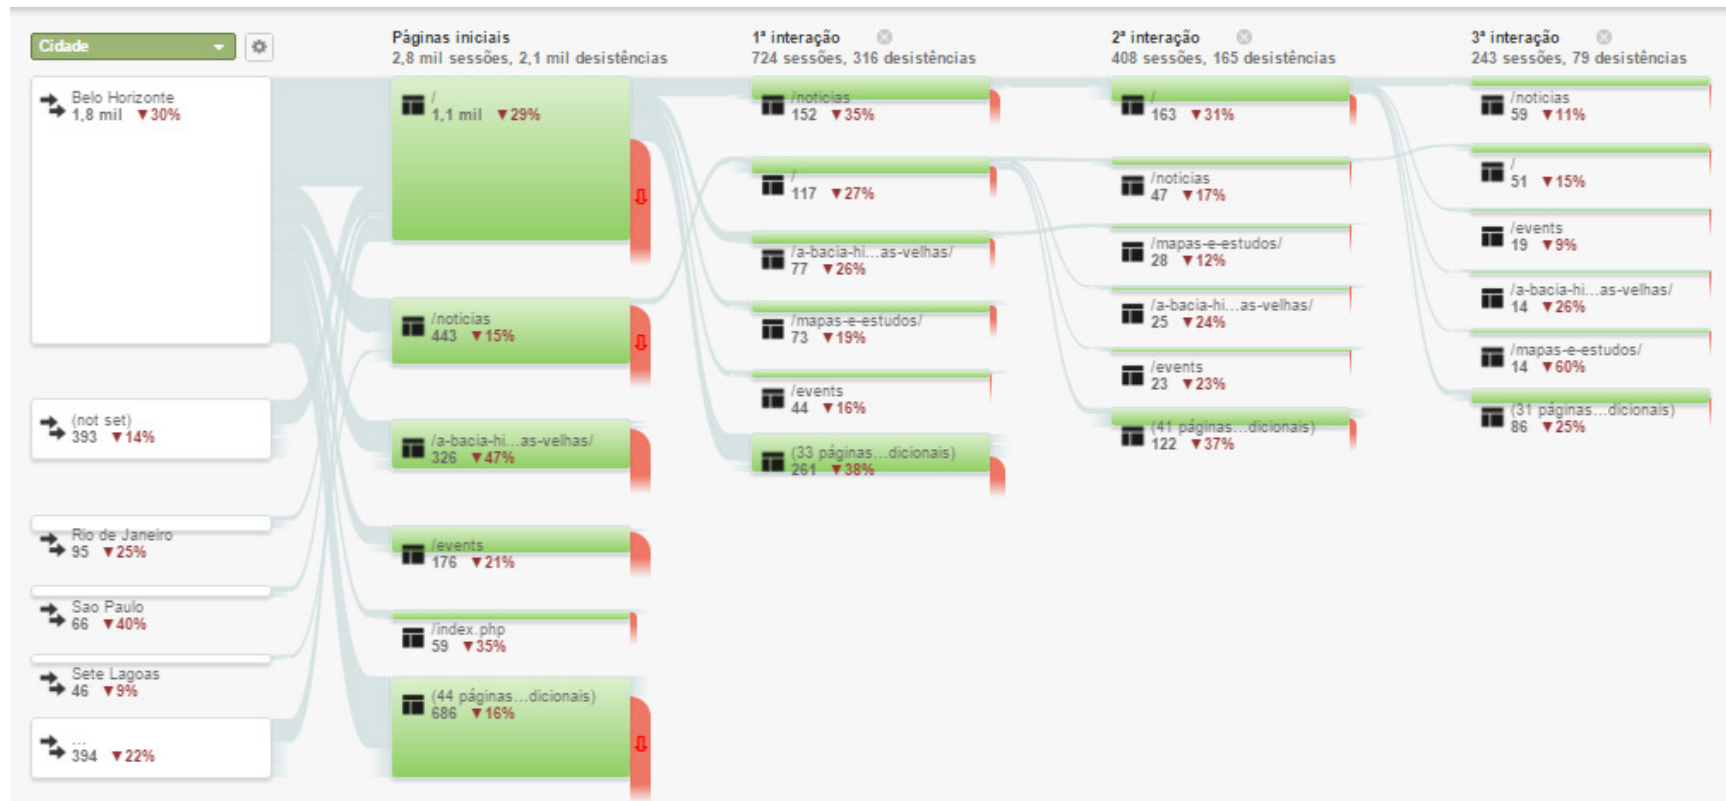 Cidade
Belo Horizonte
1,8 mil ▼30%
(not set)
393 ▼14%
Rio de Janeiro
95 ▼25%
Sao Paulo
66 ▼40%
Sete Lagoas
46 ▼9%
...
394 ▼22%
Páginas iniciais
2,8 mil sessões, 2,1 mil desistências
/
1,1 mil ▼29%
/noticias
443 ▼15%
/a-bacia-hi...as-velhas/
326 ▼47%
/events
176 ▼21%
/index.php
59 ▼35%
(44 páginas...dicionais)
686 ▼16%
1ª interação
724 sessões, 316 desistências
/noticias
152 ▼35%
/
117 ▼27%
/a-bacia-hi...as-velhas/
77 ▼26%
/mapas-e-estudos/
73 ▼19%
/events
44 ▼16%
(33 páginas...dicionais)
261 ▼38%
2ª interação
408 sessões, 165 desistências
/
163 ▼31%
/noticias
47 ▼17%
/mapas-e-estudos/
28 ▼12%
/a-bacia-hi...as-velhas/
25 ▼24%
/events
23 ▼23%
(41 páginas...dicionais)
122 ▼37%
3ª interação
243 sessões, 79 desistências
/noticias
59 ▼11%
/
51 ▼15%
/events
19 ▼9%
/a-bacia-hi...as-velhas/
14 ▼26%
/mapas-e-estudos/
14 ▼60%
(31 páginas...dicionais)
86 ▼25%